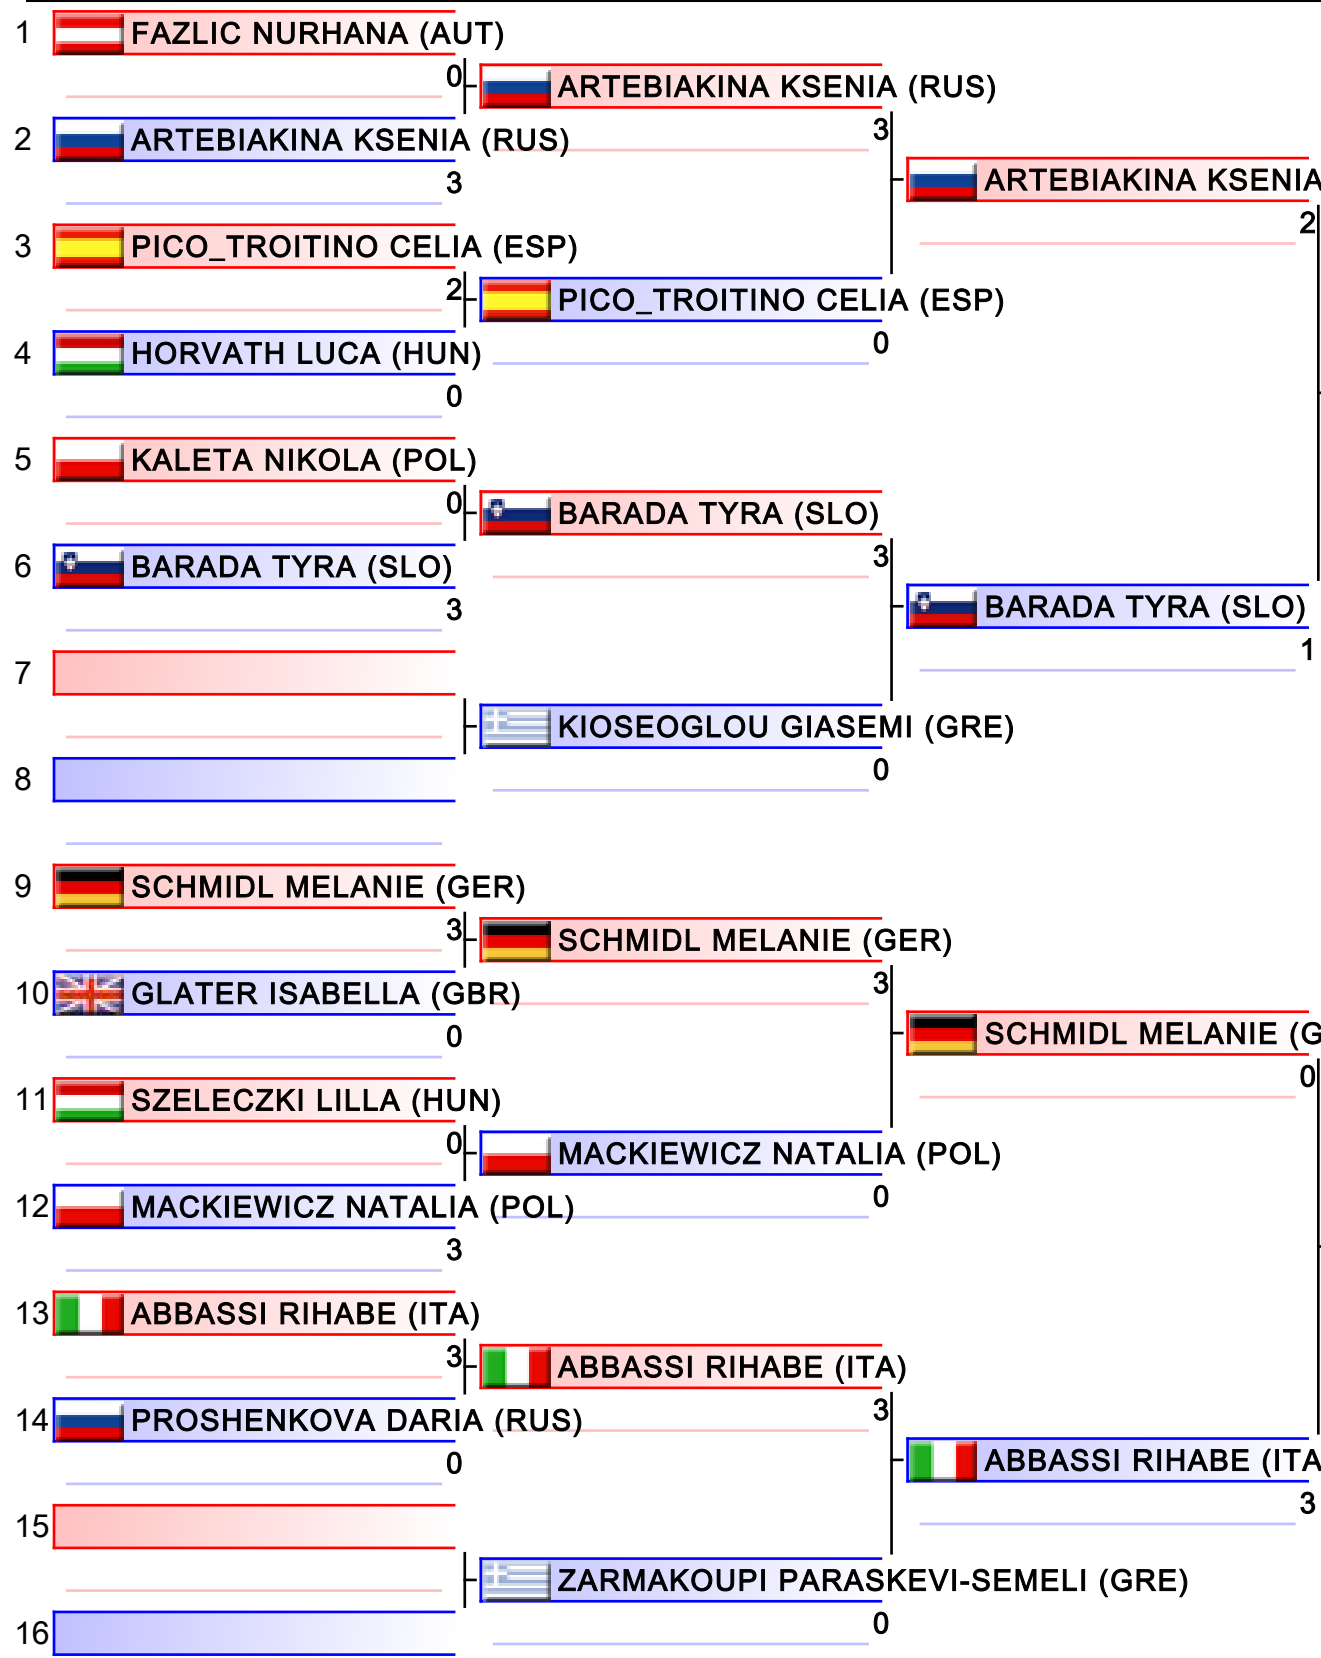 1 FAZLIC NURHANA (AUT)
0
ARTEBIAKINA KSENIA (RUS)
3
2 ARTEBIAKINA KSENIA (RUS)
3
ARTEBIAKINA KSENIA
2
3 PICO_TROITINO CELIA (ESP)
2
PICO_TROITINO CELIA (ESP)
0
4 HORVATH LUCA (HUN)
0
5 KALETA NIKOLA (POL)
0
BARADA TYRA (SLO)
3
6 BARADA TYRA (SLO)
3
BARADA TYRA (SLO)
1
7
KIOSEOGLOU GIASEMI (GRE)
0
8
9 SCHMIDL MELANIE (GER)
3
SCHMIDL MELANIE (GER)
3
10 GLATER ISABELLA (GBR)
0
SCHMIDL MELANIE (G
0
11 SZELECZKI LILLA (HUN)
0
MACKIEWICZ NATALIA (POL)
0
12 MACKIEWICZ NATALIA (POL)
3
13 ABBASSI RIHABE (ITA)
3
ABBASSI RIHABE (ITA)
3
14 PROSHENKOVA DARIA (RUS)
0
ABBASSI RIHABE (ITA
3
15
ZARMAKOUPI PARASKEVI-SEMELI (GRE)
0
16